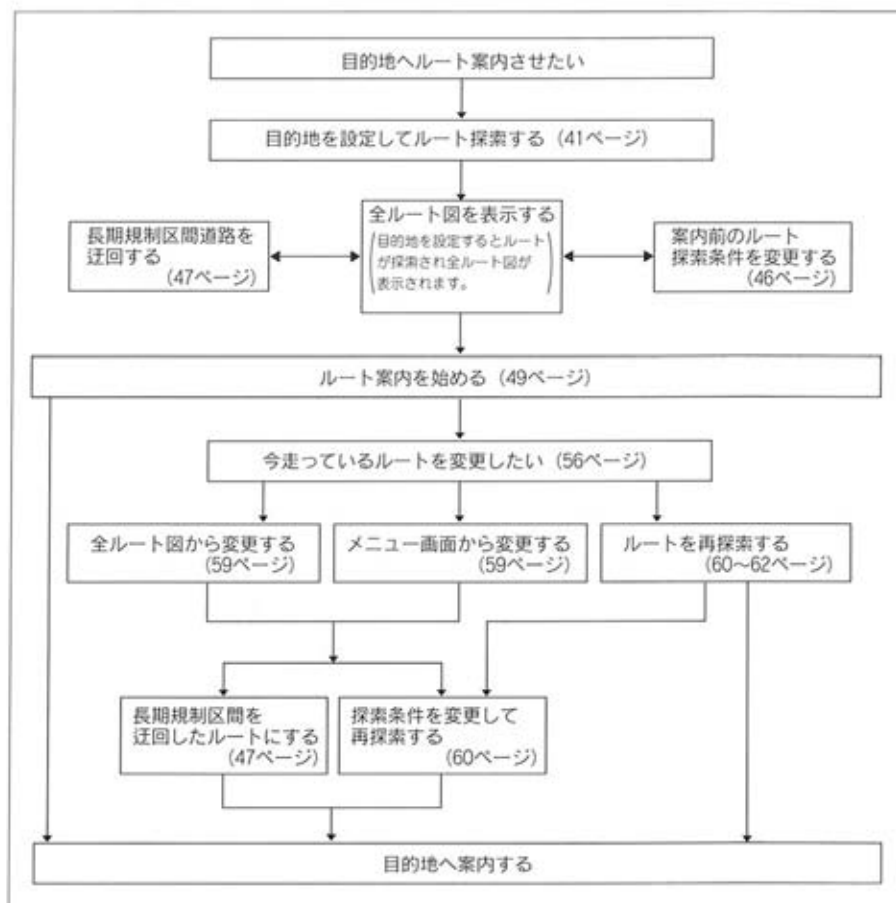 目的地へルート案内させたい
目的地を設定してルート探索する（41ページ）
全ルート図を表示する
（目的地を設定するとルート
が探索され全ルート図が
表示されます。
長期規制区間道路を
迂回する
（47ページ）
案内前のルート
探索条件を変更する
（46ページ）
ルート案内を始める（49ページ）
今走っているルートを変更したい（56ページ）
全ルート図から変更する
（59ページ）
メニュー画面から変更する
（59ページ）
ルートを再探索する
（60～62ページ）
長期規制区間を
迂回したルートにする
（47ページ）
探索条件を変更して
再探索する
（60ページ）
目的地へ案内する